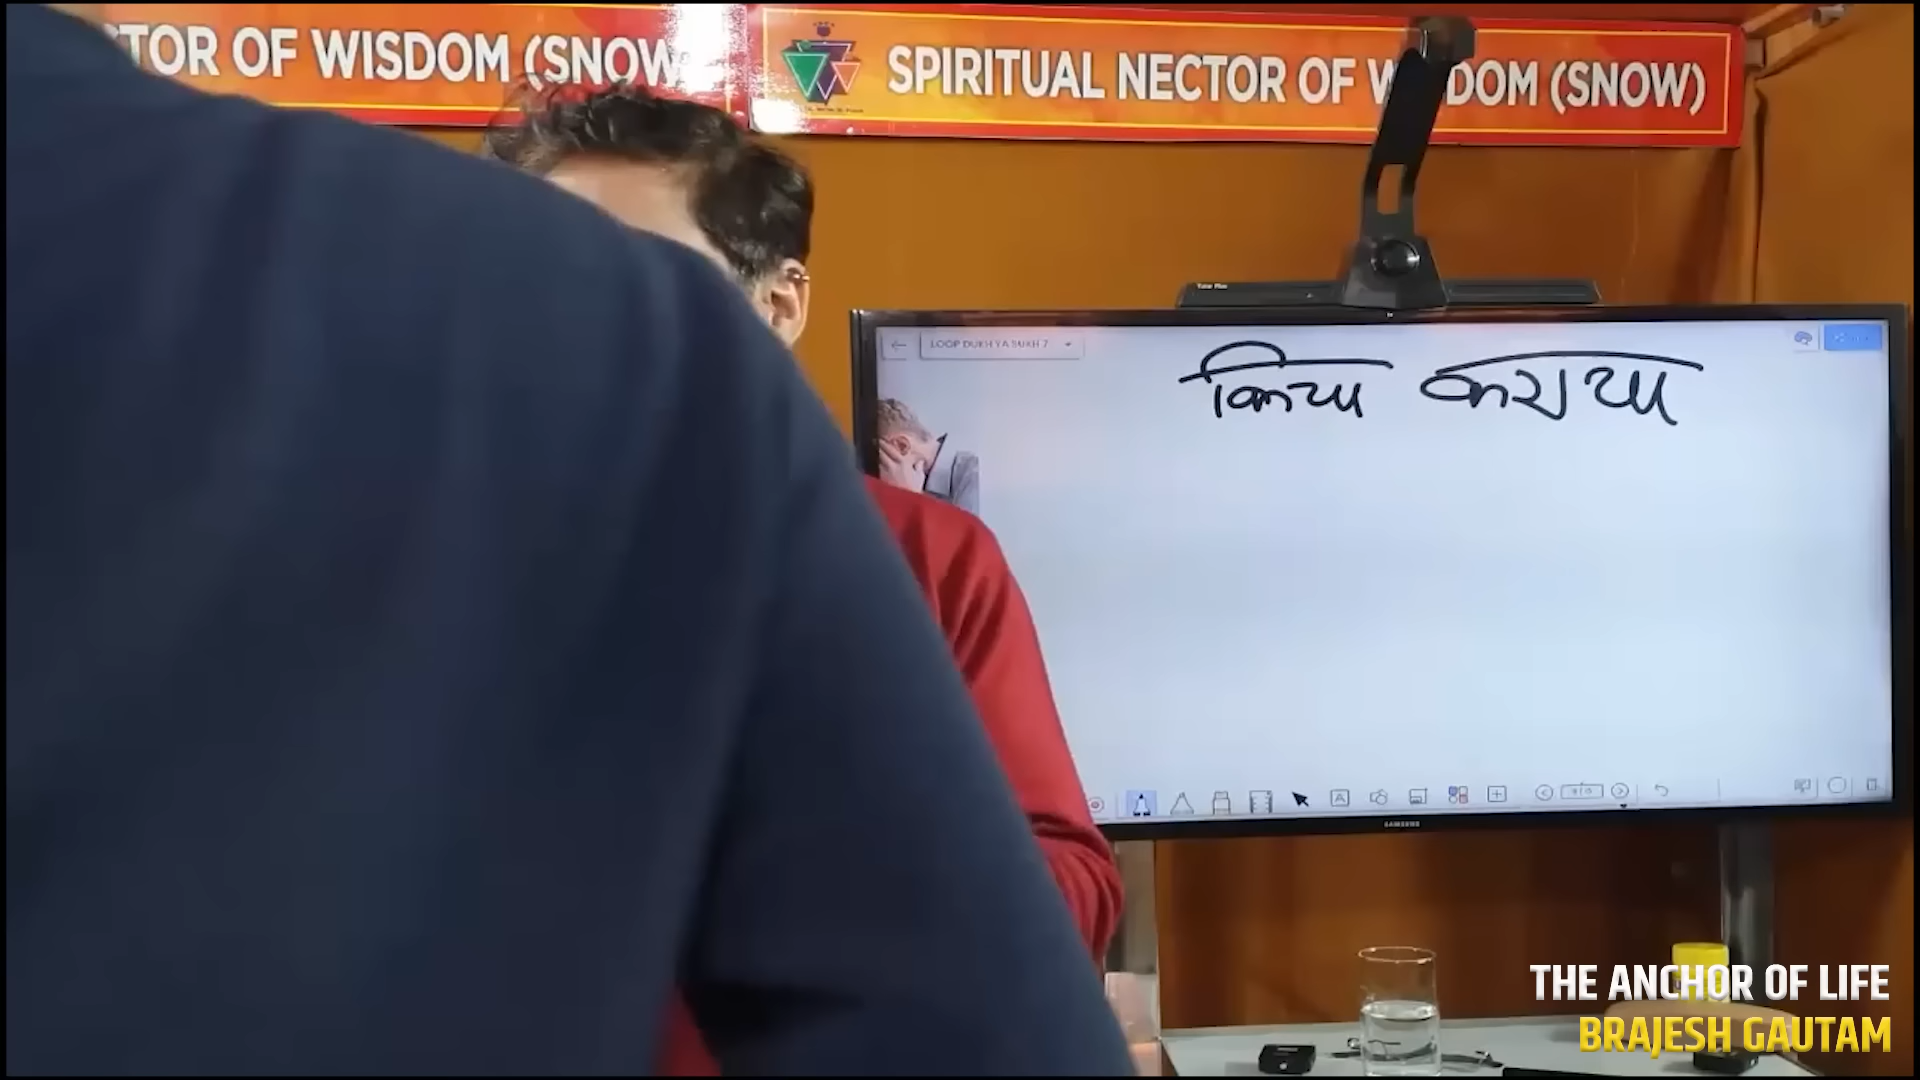 TOR OF WISDOM (SNOW
SPIRITUAL NECTOR OF W DOM (SNOW)
LOOP DUKH YA SUKH 7
किया कराया
SAMSUNG
THE ANCHOR OF LIFE
BRAJESH GAUTAM